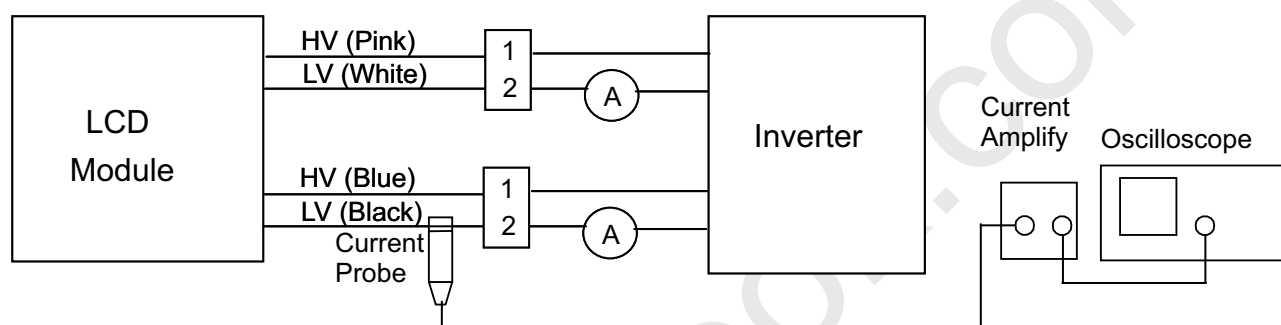 HV (Pink)
LV (White)
1
2
A
LCD
Module
HV (Blue)
LV (Black)
1
2
A
Current
Probe
Inverter
Current
Amplify
Oscilloscope